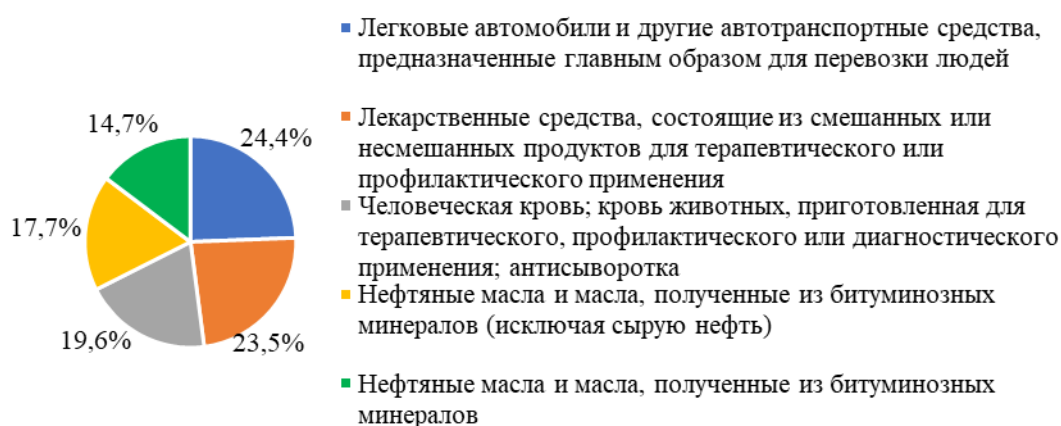 Легковые автомобили и другие автотранспортные средства,
предназначенные главным образом для перевозки людей
14,7%
24,4%
Лекарственные средства, состоящие из смешанных или
несмешанных продуктов для терапевтического или
профилактического применения
Человеческая кровь; кровь животных, приготовленная для
17,7%
терапевтического, профилактического или диагностического
применения; антисыворотка
Нефтяные масла и масла, полученные из битуминозных
минералов (исключая сырую нефть)
19,6%
23,5%
Нефтяные масла и масла, полученные из битуминозных
минералов